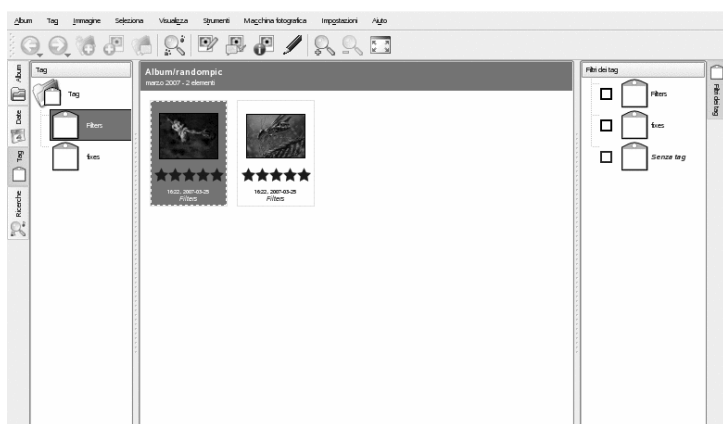 Album Tag Immagine Seleziona Visualizza Strumenti Macchina fotografica Impostazioni Aiuto
Album
Date
Tag
Ricerche
Tag
Tag
Filters
fixes
Album/randompic
marzo 2007 - 2 elementi
16:22, 2007-03-25
Filters
16:22, 2007-03-25
Filters
Filtri dei tag
Filters
fixes
Senza tag
Filtri dei tag